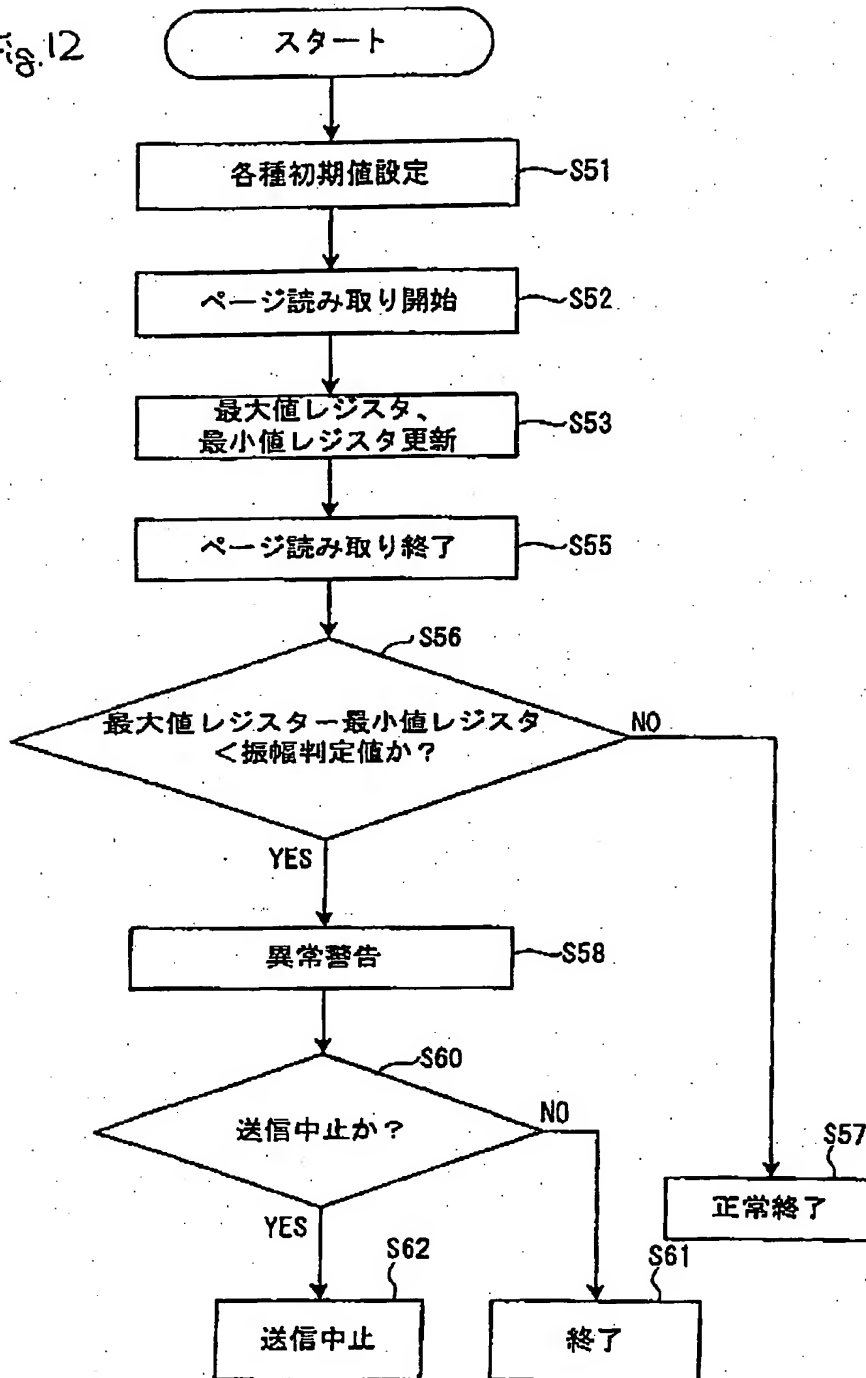 Fig.12
スタート
各種初期値設定
S51
ページ読み取り開始
S52
最大値レジスタ、
最小値レジスタ更新
S53
ページ読み取り終了
S55
S56
最大値レジスター最小値レジスタ
<振幅判定値か?
NO
YES
異常警告
S58
S60
送信中止か?
NO
YES
S57
正常終了
S62
送信中止
S61
終了